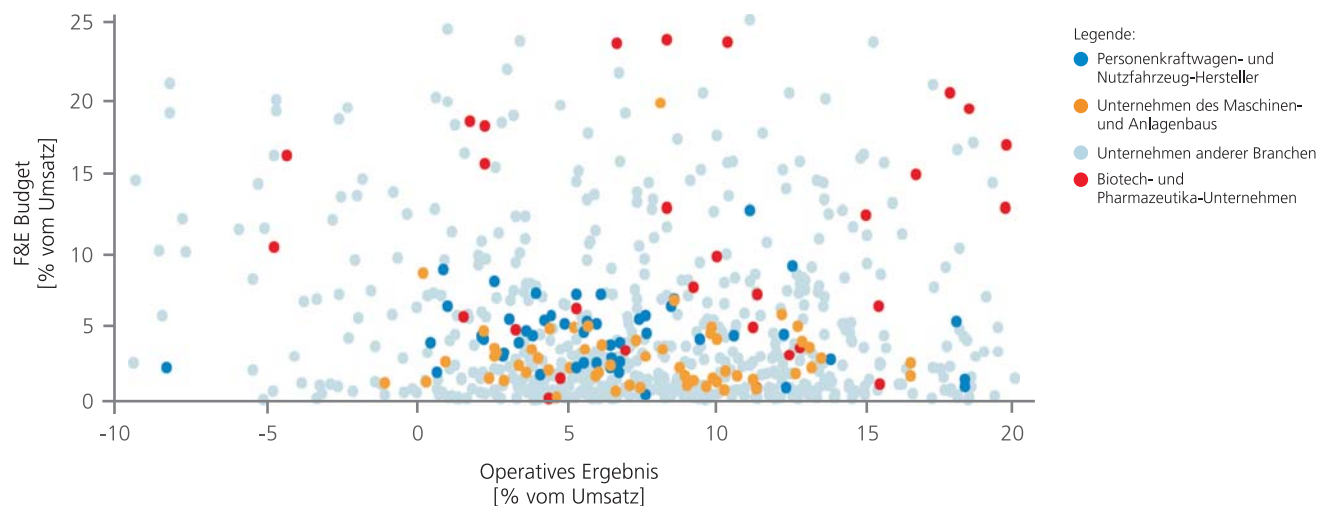 F&E Budget
[% vom Umsatz]
25
20
15
10
5
0
-10
-5
0
5
10
15
20
Operatives Ergebnis
[% vom Umsatz]
Legende:
Personenkraftwagen- und
Nutzfahrzeug-Hersteller
Unternehmen des Maschinen-
und Anlagenbaus
Unternehmen anderer Branchen
Biotech- und
Pharmazeutika-Unternehmen